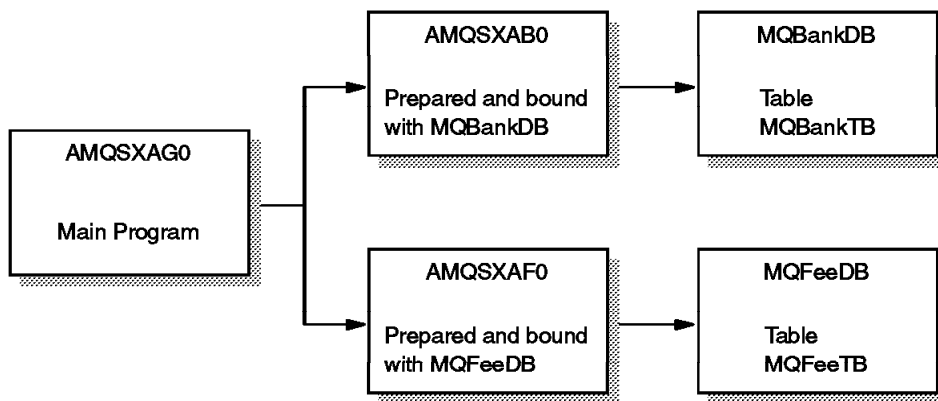 AMQSXAG0
Main Program
AMQSXAB0
Prepared and bound
with MQBankDB
MQBankDB
Table
MQBankTB
AMQSXAF0
Prepared and bound
with MQFeeDB
MQFeeDB
Table
MQFeeTB